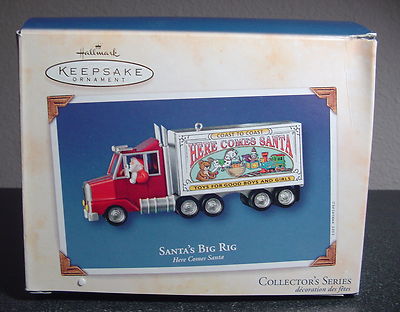 Hallmark
KEEPSAKE
ORNAMENT
COAST TO COAST
HERE COMES SANTA
TOYS FOR GOOD BOYS AND GIRLS
SANTA'S BIG RIG
Here Comes Santa
COLLECTOR'S SERIES
décoration des fêtes